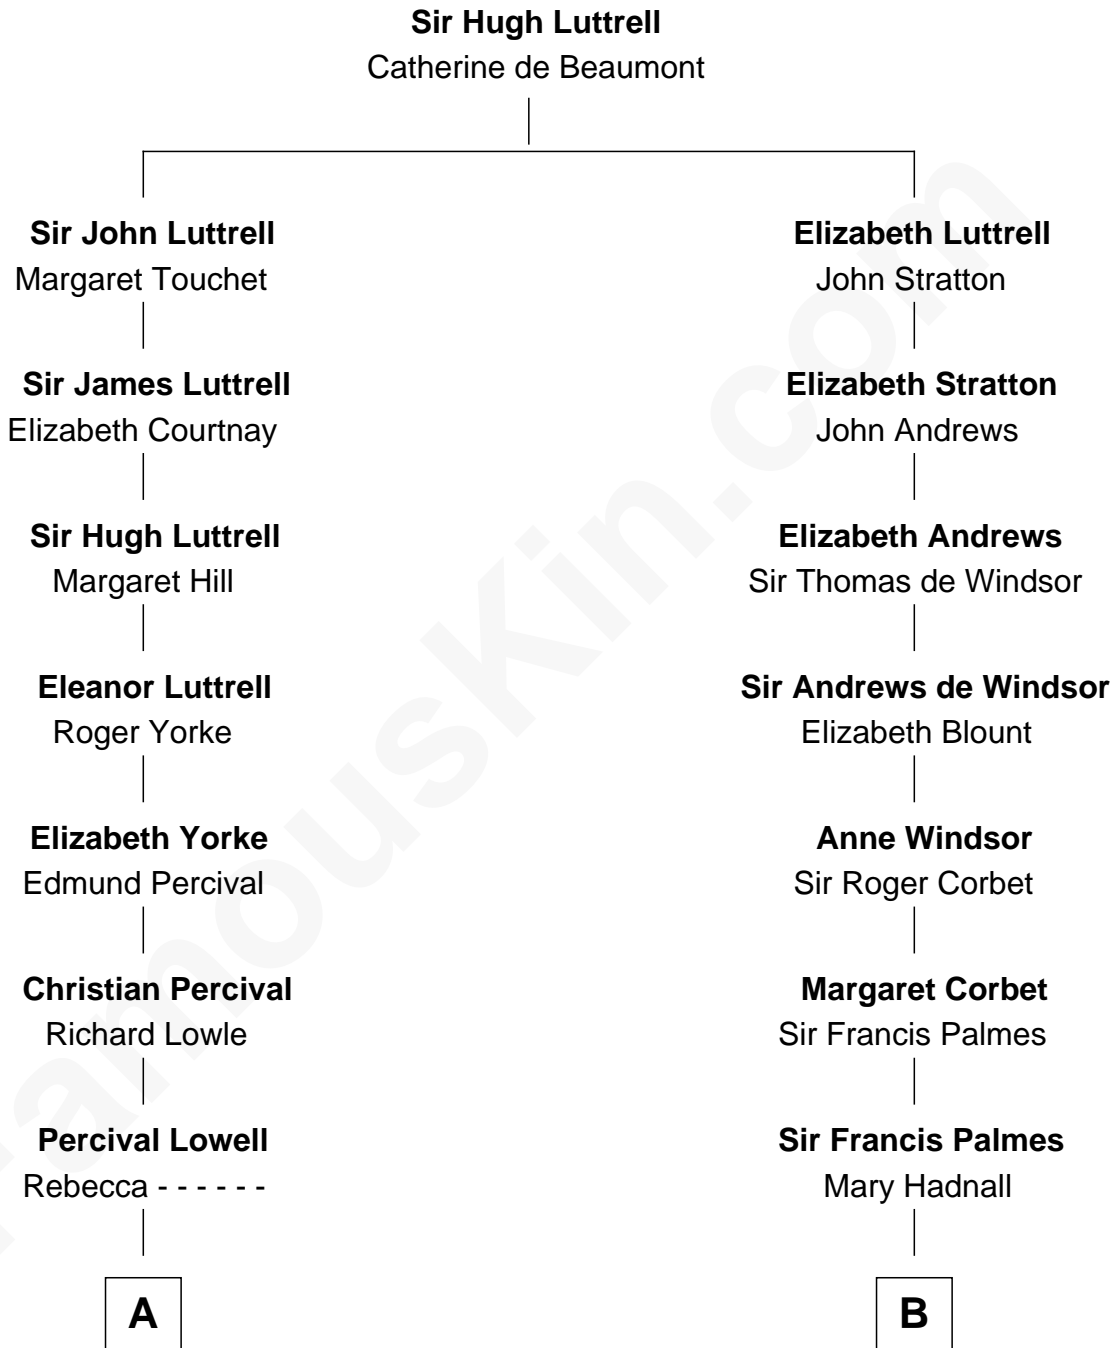 Sir Hugh Luttrell
Catherine de Beaumont
Sir John Luttrell
Margaret Touchet
Elizabeth Luttrell
John Stratton
Sir James Luttrell
Elizabeth Courtnay
Elizabeth Stratton
John Andrews
Sir Hugh Luttrell
Margaret Hill
Elizabeth Andrews
Sir Thomas de Windsor
Eleanor Luttrell
Roger Yorke
Sir Andrews de Windsor
Elizabeth Blount
Elizabeth Yorke
Edmund Percival
Anne Windsor
Sir Roger Corbet
Christian Percival
Richard Lowle
Margaret Corbet
Sir Francis Palmes
Percival Lowell
Rebecca - - - - - -
Sir Francis Palmes
Mary Hadnall
A
B
FamousKin.com